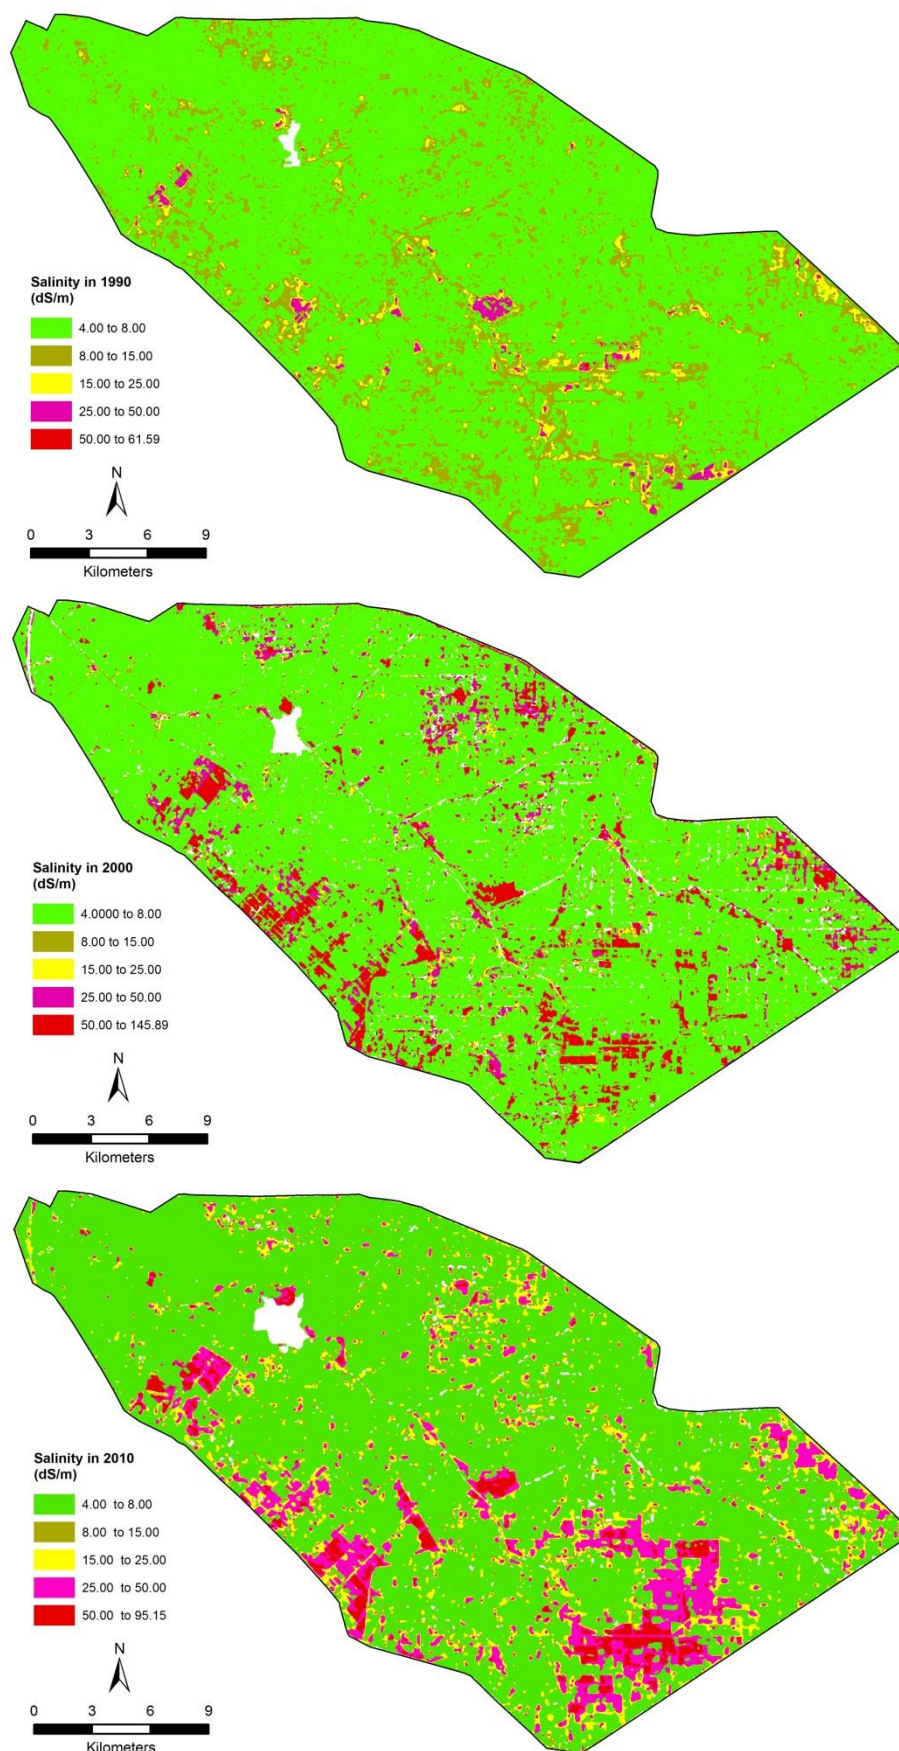 Salinity in 1990
(dS/m)
4.00 to 8.00
8.00 to 15.00
15.00 to 25.00
25.00 to 50.00
50.00 to 61.59
N
0 3 6 9
Kilometers
Salinity in 2000
(dS/m)
4.0000 to 8.00
8.00 to 15.00
15.00 to 25.00
25.00 to 50.00
50.00 to 145.89
N
0 3 6 9
Kilometers
Salinity in 2010
(dS/m)
4.00 to 8.00
8.00 to 15.00
15.00 to 25.00
25.00 to 50.00
50.00 to 95.15
N
0 3 6 9
Kilometers